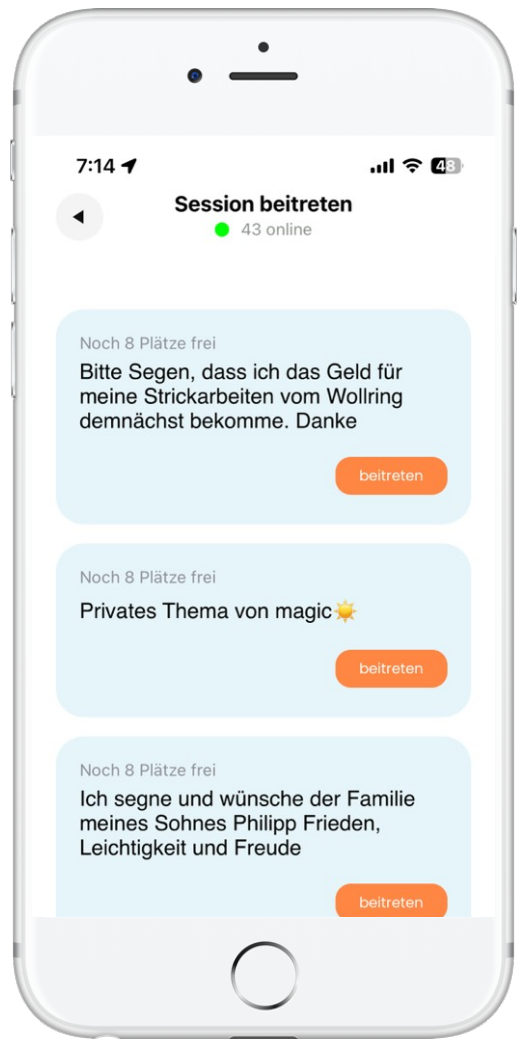 7:14
48
Session beitreten
43 online
Noch 8 Plätze frei
Bitte Segen, dass ich das Geld für
meine Strickarbeiten vom Wollring
demnächst bekomme. Danke
beitreten
Noch 8 Plätze frei
Privates Thema von magic☀️
beitreten
Noch 8 Plätze frei
Ich segne und wünsche der Familie
meines Sohnes Philipp Frieden,
Leichtigkeit und Freude
beitreten